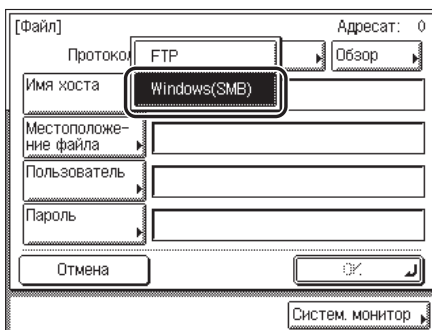 [Файл] Адресат: 0
Протокол FTP Обзор
Имя хоста Windows(SMB)
Местоположе-
ние файла
Пользователь
Пароль
Отмена OK
Систем. монитор